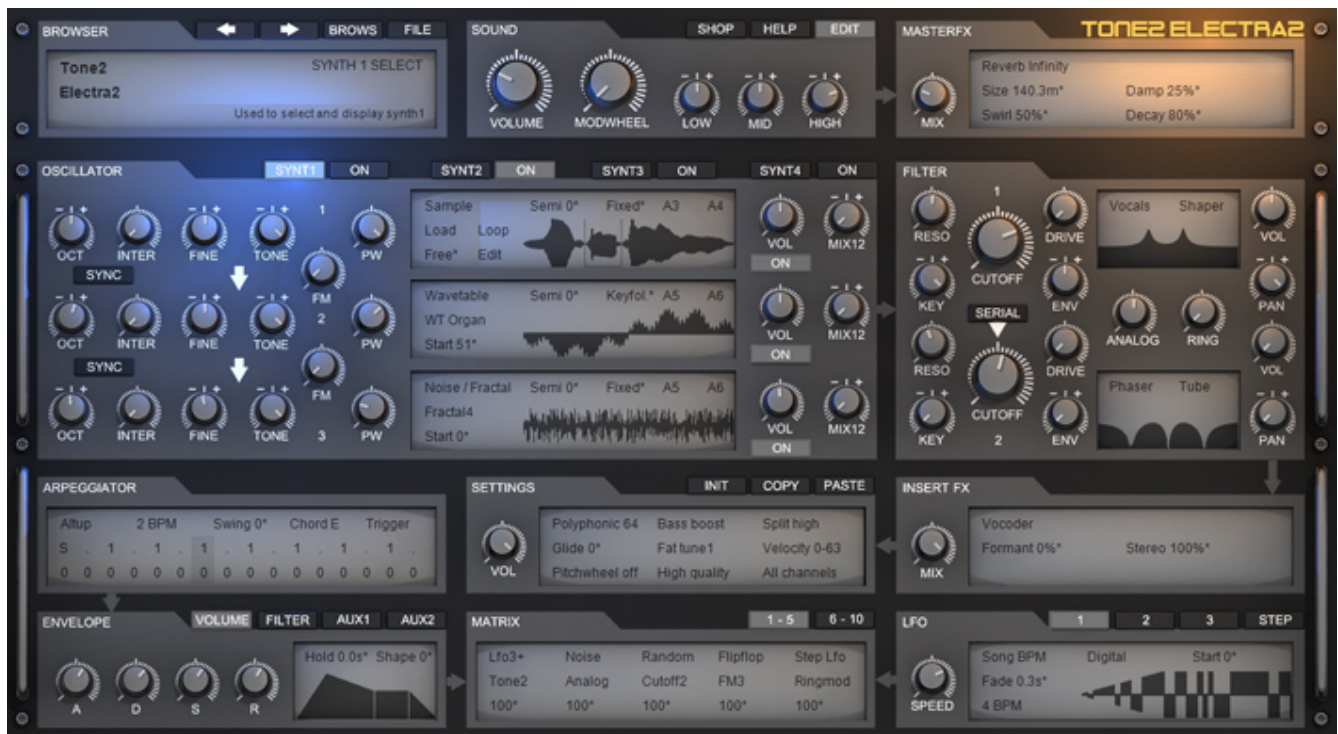 BROWSER BROWS FILE
Tone2 SYNTH 1 SELECT
Electra2
Used to select and display synth1
SOUND SHOP HELP EDIT
VOLUME MODWHEEL LOW MID HIGH
MASTERFX TONE2 ELECTRA2
Reverb Infinity
Size 140.3m* Damp 25%*
Swirl 50%* Decay 80%*
MIX
OSCILLATOR SYNT1 ON SYNT2 ON SYNT3 ON SYNT4 ON
OCT INTER FINE TONE 1 PW
SYNC FM
Sample Semi 0* Fixed* A3 A4
Load Loop
Free* Edit
VOL MIX12
ON
OCT INTER FINE TONE 2 PW
SYNC FM
Wavetable Semi 0* Keyfol.* A5 A6
WT Organ
Start 51*
VOL MIX12
ON
OCT INTER FINE TONE 3 PW
Noise / Fractal Semi 0* Fixed* A5 A6
Fractal4
Start 0*
VOL MIX12
ON
FILTER
1
RESO DRIVE
CUTOFF
KEY ENV
Vocals Shaper
VOL
PAN
SERIAL
ANALOG RING
RESO DRIVE
CUTOFF
KEY 2 ENV
Phaser Tube
VOL
PAN
ARPEGGIATOR
Altup 2 BPM Swing 0* Chord E Trigger
S . 1 . 1 . 1 . 1 . 1 . 1 . 1 .
0 0 0 0 0 0 0 0 0 0 0 0 0 0 0 0
SETTINGS INIT COPY PASTE
VOL
Polyphonic 64 Bass boost Split high
Glide 0* Fat tune1 Velocity 0-63
Pitchwheel off High quality All channels
INSERT FX
MIX
Vocoder
Formant 0%* Stereo 100%*
ENVELOPE VOLUME FILTER AUX1 AUX2
Hold 0.0s* Shape 0*
A D S R
MATRIX 1 - 5 6 - 10
Lfo3+ Noise Random Flipflop Step Lfo
Tone2 Analog Cutoff2 FM3 Ringmod
100* 100* 100* 100* 100*
LFO 1 2 3 STEP
Song BPM Digital Start 0*
Fade 0.3s*
4 BPM
SPEED